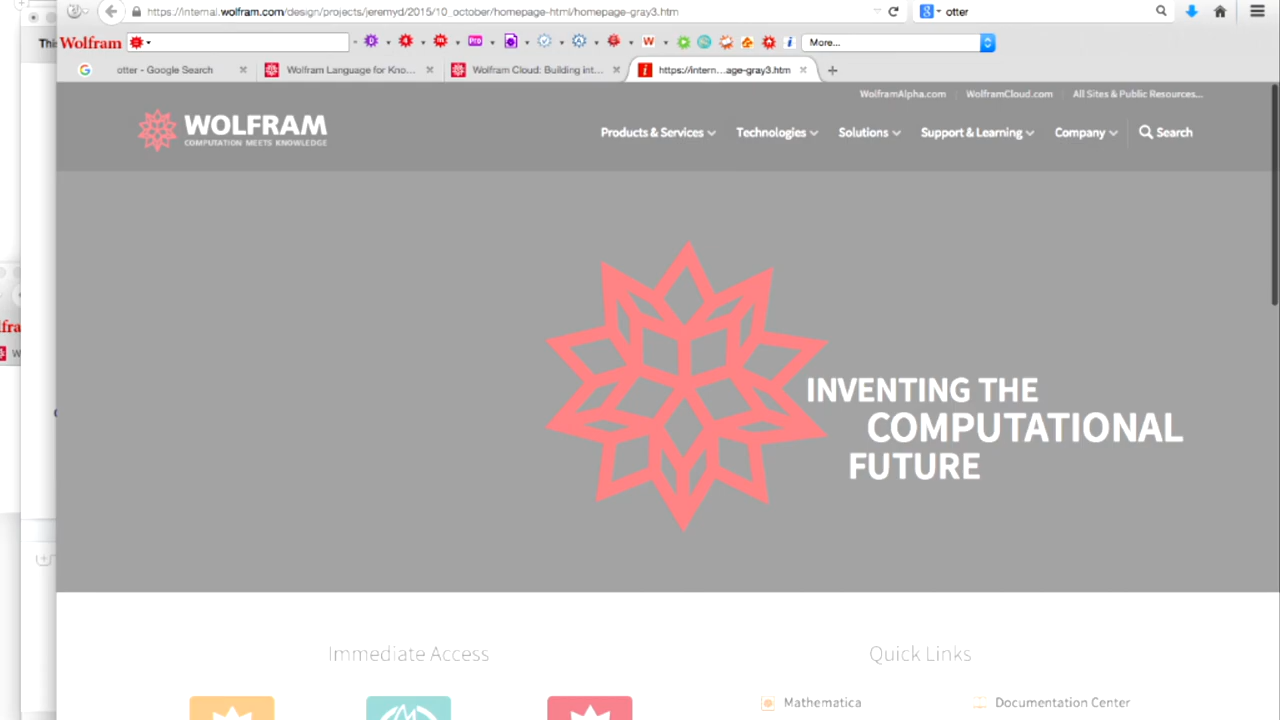 https://internal.wolfram.com/design/projects/jeremyd/2015/10_october/homepage-html/homepage-gray3.htm
otter
This
Wolfram
More...
otter - Google Search
Wolfram Language for Kno...
Wolfram Cloud: Building int...
https://intern...age-gray3.htm
WolframAlpha.com
WolframCloud.com
All Sites & Public Resources...
WOLFRAM
COMPUTATION MEETS KNOWLEDGE
Products & Services
Technologies
Solutions
Support & Learning
Company
Search
INVENTING THE
COMPUTATIONAL
FUTURE
Immediate Access
Quick Links
Mathematica
Documentation Center